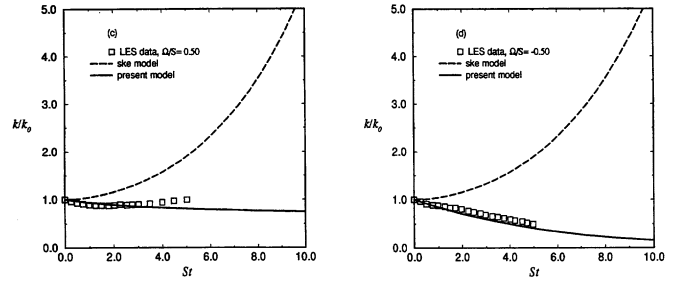 (c)
LES data, Ω/S= 0.50
ske model
present model
5.0
4.0
3.0
2.0
1.0
0.0
k/k₀
0.0 2.0 4.0 6.0 8.0 10.0
St
(d)
LES data, Ω/S= -0.50
ske model
present model
5.0
4.0
3.0
2.0
1.0
0.0
k/k₀
0.0 2.0 4.0 6.0 8.0 10.0
St